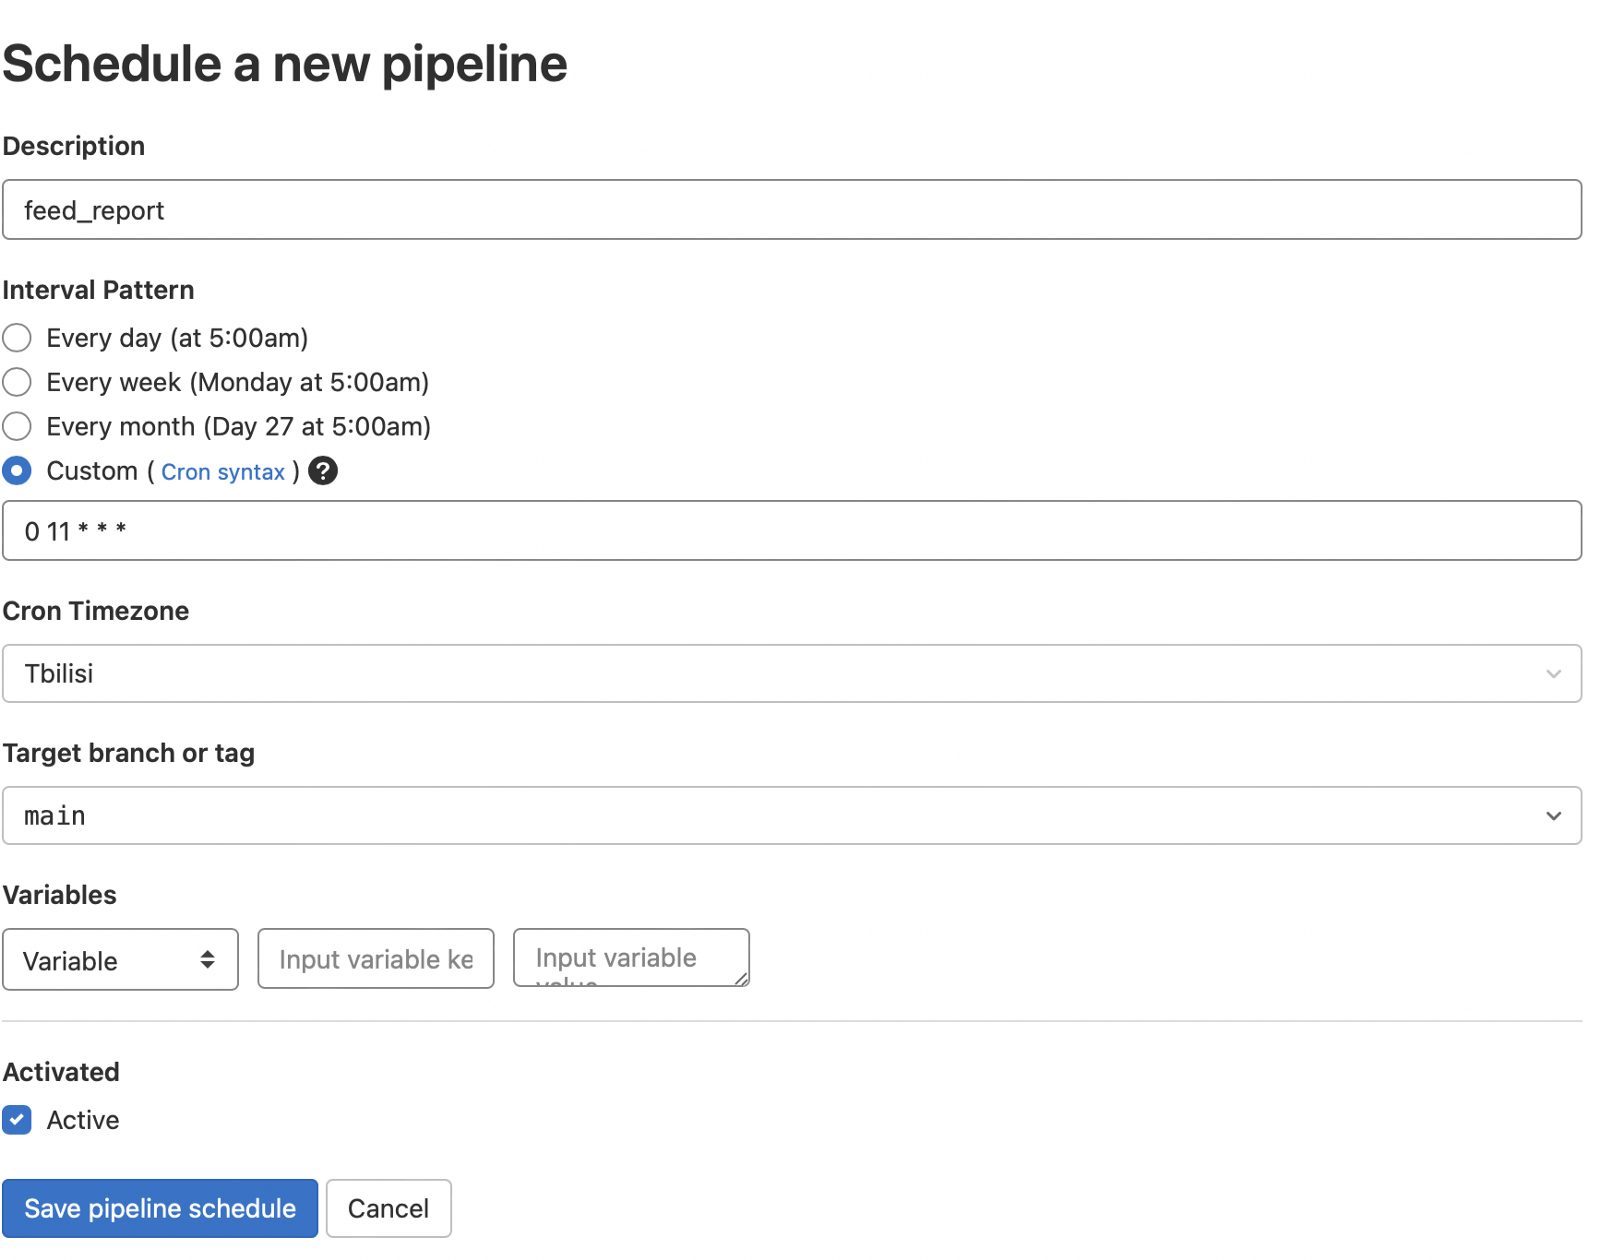 Schedule a new pipeline
Description
feed_report
Interval Pattern
Every day (at 5:00am)
Every week (Monday at 5:00am)
Every month (Day 27 at 5:00am)
Custom ( Cron syntax ) ?
0 11 * * *
Cron Timezone
Tbilisi
Target branch or tag
main
Variables
Variable Input variable ke Input variable
value
Activated
Active
Save pipeline schedule Cancel